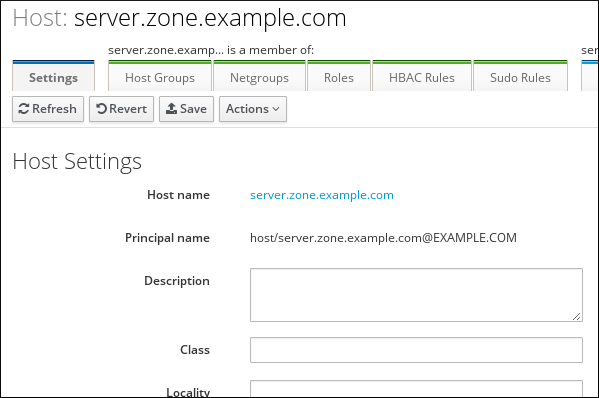 Host: server.zone.example.com
server.zone.examp... is a member of:
ser
Settings Host Groups Netgroups Roles HBAC Rules Sudo Rules
Refresh Revert Save Actions
Host Settings
Host name server.zone.example.com
Principal name host/server.zone.example.com@EXAMPLE.COM
Description
Class
Locality